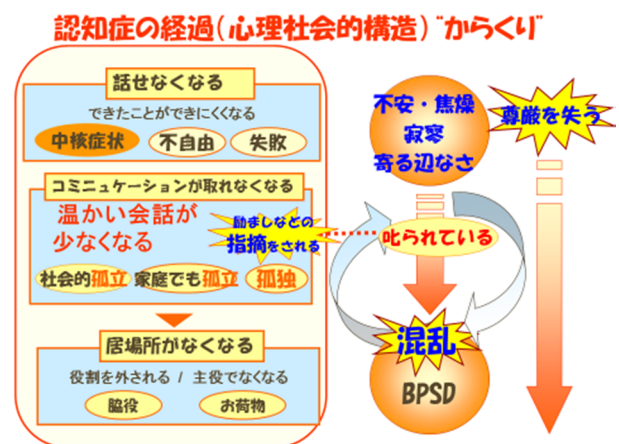 認知症の経過(心理社会的構造)“からくり”
話せなくなる
できたことができにくくなる
中核症状 不自由 失敗
コミニュケーションが取れなくなる
温かい会話が
少なくなる
励ましなどの
指摘をされる
社会的孤立 家庭でも孤立 孤独
居場所がなくなる
役割を外される / 主役でなくなる
脇役 お荷物
不安・焦燥
寂寥
寄る辺なさ
尊厳を失う
叱られている
混乱
BPSD